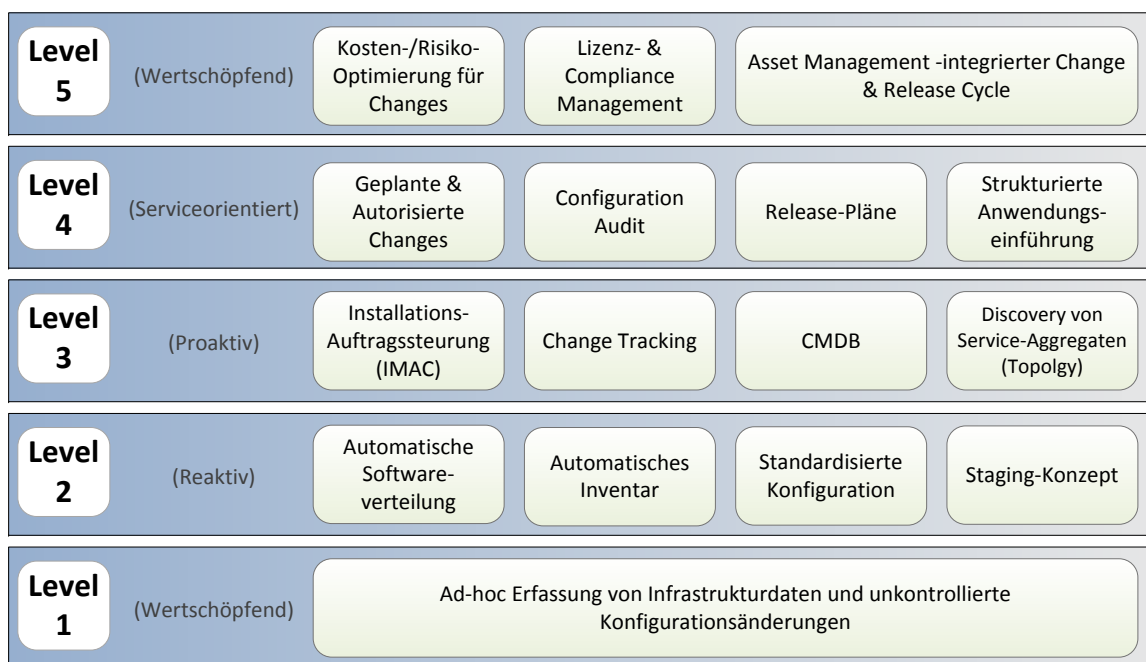 Level
5
(Wertschöpfend)
Kosten-/Risiko-
Optimierung für
Changes
Lizenz- &
Compliance
Management
Asset Management -integrierter Change
& Release Cycle
Level
4
(Serviceorientiert)
Geplante &
Autorisierte
Changes
Configuration
Audit
Release-Pläne
Strukturierte
Anwendungs-
einführung
Level
3
(Proaktiv)
Installations-
Auftragssteurung
(IMAC)
Change Tracking
CMDB
Discovery von
Service-Aggregaten
(Topolgy)
Level
2
(Reaktiv)
Automatische
Software-
verteilung
Automatisches
Inventar
Standardisierte
Konfiguration
Staging-Konzept
Level
1
(Wertschöpfend)
Ad-hoc Erfassung von Infrastrukturdaten und unkontrollierte
Konfigurationsänderungen